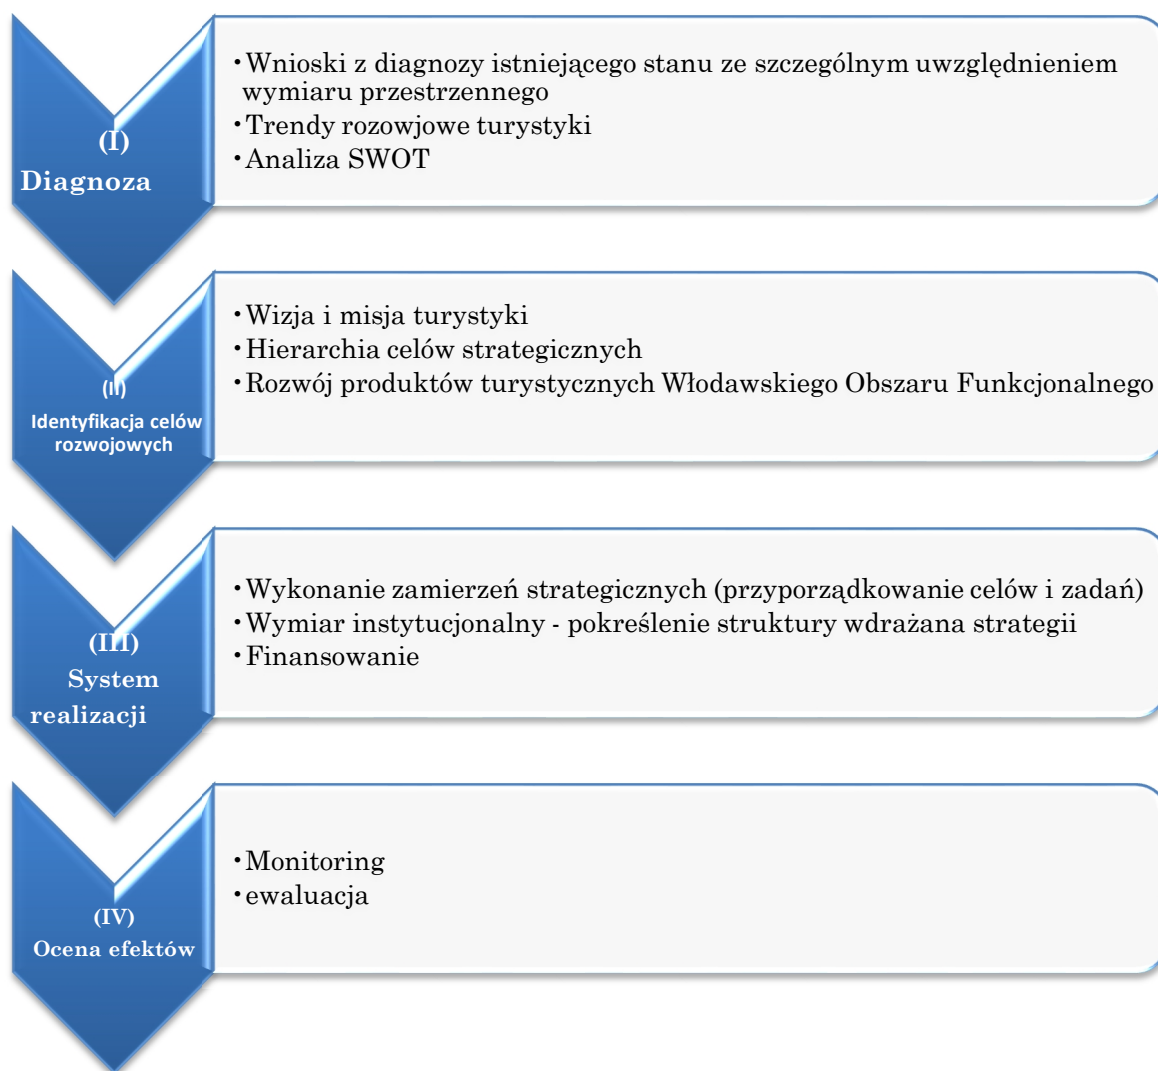 (I)
Diagnoza
•Wnioski z diagnozy istniejącego stanu ze szczególnym uwzględnieniem
wymiaru przestrzennego
•Trendy rozowjowe turystyki
•Analiza SWOT
(II)
Identyfikacja celów
rozwojowych
•Wizja i misja turystyki
•Hierarchia celów strategicznych
•Rozwój produktów turystycznych Włodawskiego Obszaru Funkcjonalnego
(III)
System
realizacji
•Wykonanie zamierzeń strategicznych (przyporządkowanie celów i zadań)
•Wymiar instytucjonalny - pokreślenie struktury wdrażana strategii
•Finansowanie
(IV)
Ocena efektów
•Monitoring
•ewaluacja